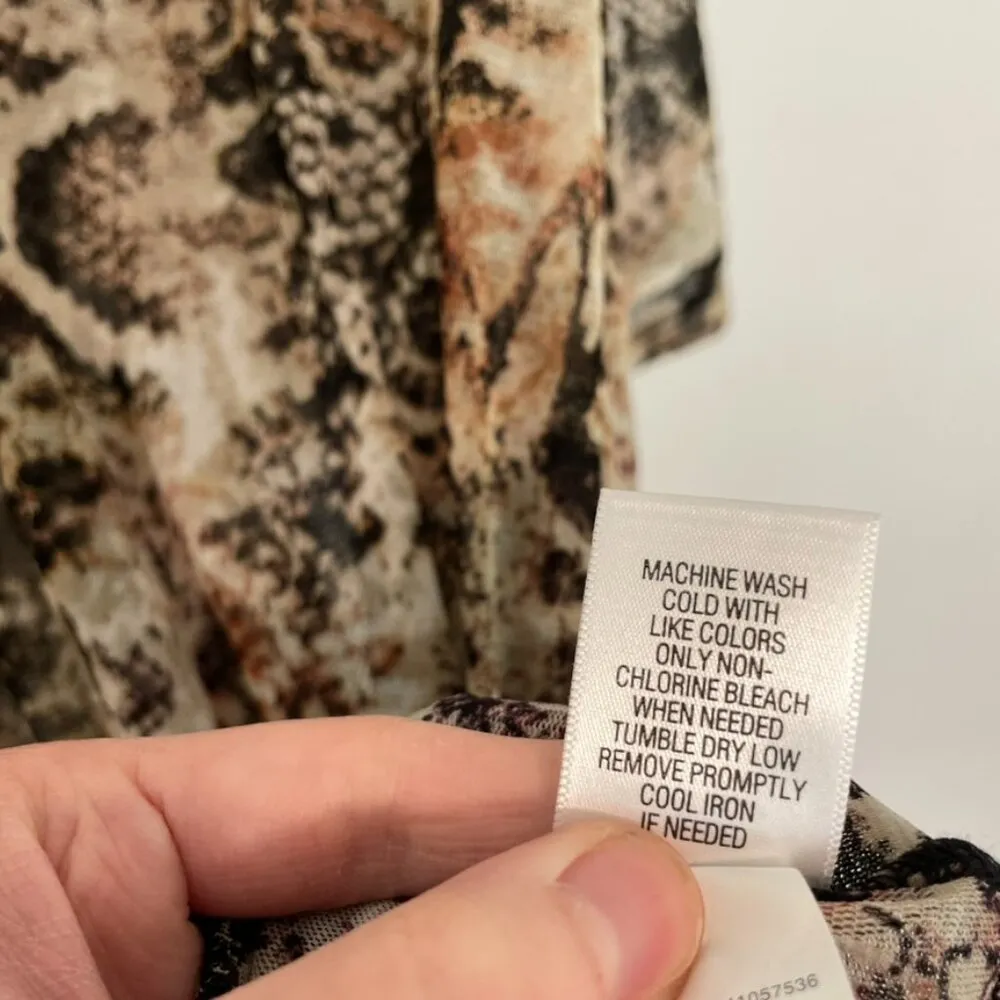 MACHINE WASH
COLD WITH
LIKE COLORS
ONLY NON-
CHLORINE BLEACH
WHEN NEEDED
TUMBLE DRY LOW
REMOVE PROMPTLY
COOL IRON
IF NEEDED
1057536